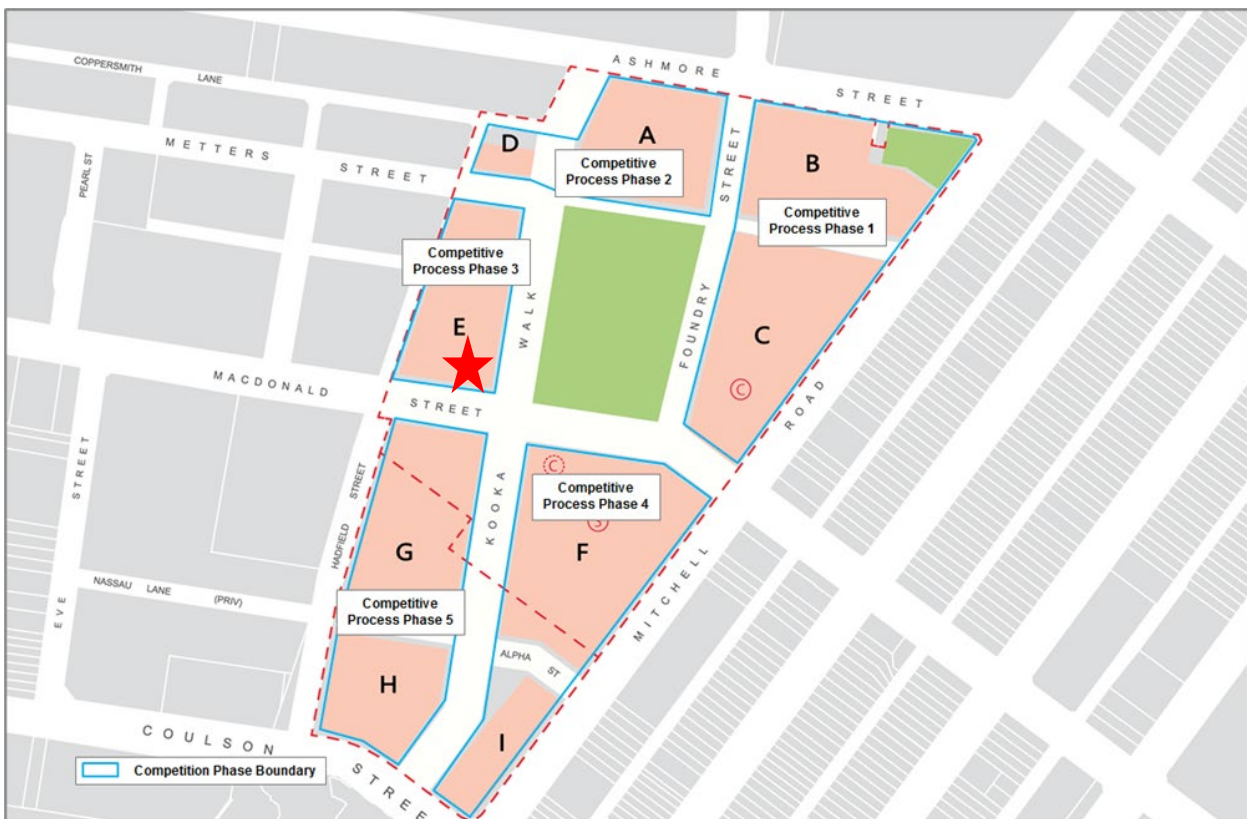 ASHMORE STREET
COPPERSMITH LANE
METTERS STREET
PEARL ST
D
A
Competitive
Process Phase 2
STREET
B
Competitive
Process Phase 1
Competitive
Process Phase 3
E
WALK
FOUNDRY
C
C
ROAD
MACDONALD STREET
STREET
HADFIELD STREET
KOOKA
C
Competitive
Process Phase 4
S
F
G
MITCHELL
NASSAU LANE (PRIV)
EVE
Competitive
Process Phase 5
ALPHA ST
H
I
COULSON
STREE
Competition Phase Boundary